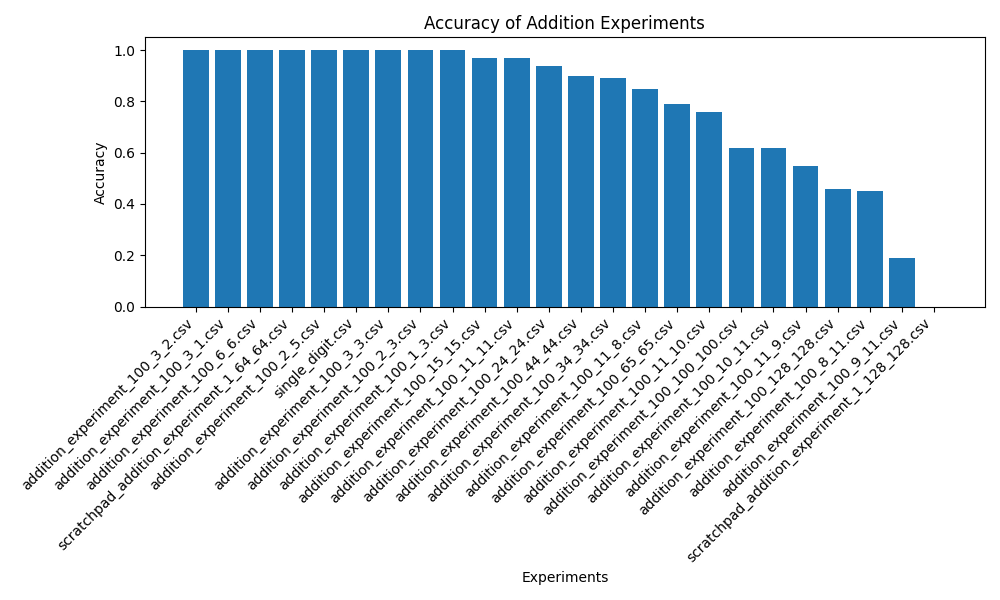 Accuracy of Addition Experiments
Accuracy
1.0
0.8
0.6
0.4
0.2
0.0
addition_experiment_100_3_2.csv
addition_experiment_100_3_1.csv
addition_experiment_100_6_6.csv
scratchpad_addition_experiment_1_64_64.csv
addition_experiment_100_2_5.csv
single_digit.csv
addition_experiment_100_3_3.csv
addition_experiment_100_2_3.csv
addition_experiment_100_1_3.csv
addition_experiment_100_15_15.csv
addition_experiment_100_11_11.csv
addition_experiment_100_24_24.csv
addition_experiment_100_44_44.csv
addition_experiment_100_34_34.csv
addition_experiment_100_11_8.csv
addition_experiment_100_65_65.csv
addition_experiment_100_11_10.csv
addition_experiment_100_100_100.csv
addition_experiment_100_10_11.csv
addition_experiment_100_11_9.csv
addition_experiment_100_128_128.csv
addition_experiment_100_8_11.csv
addition_experiment_100_9_11.csv
scratchpad_addition_experiment_1_128_128.csv
Experiments